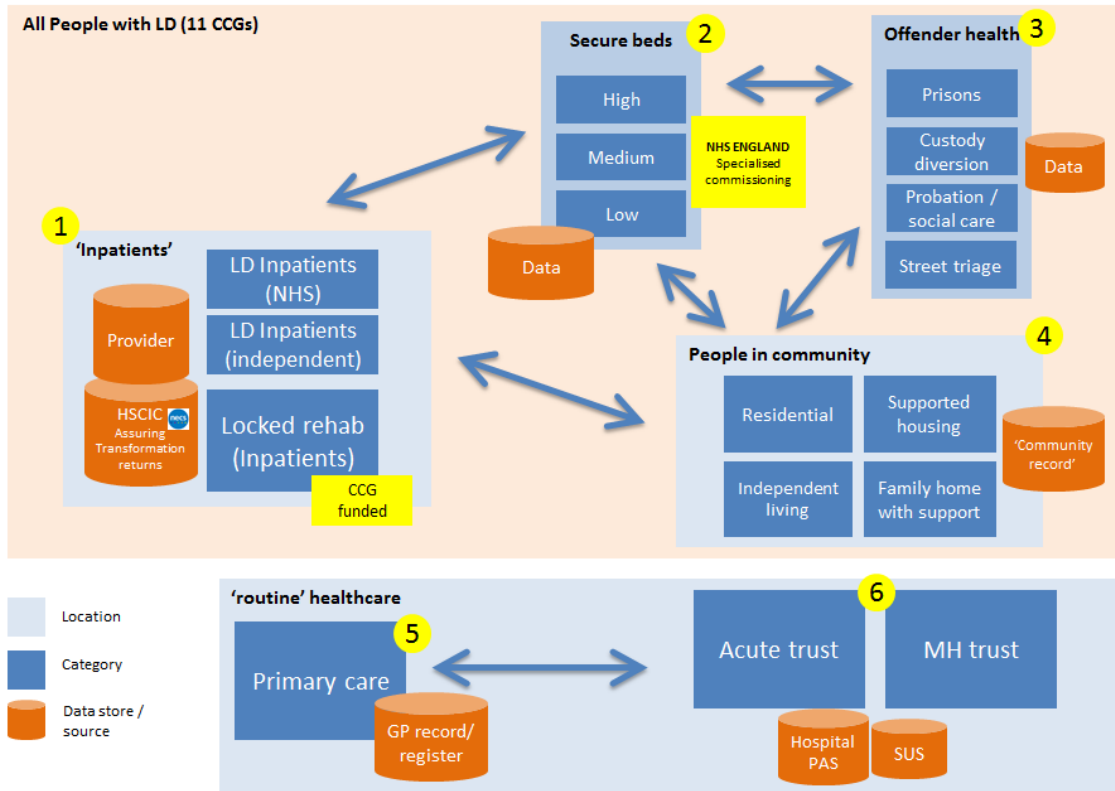 All People with LD (11 CCGs)
2
Secure beds
High
Medium
Low
NHS ENGLAND
Specialised
commissioning
Data
3
Offender health
Prisons
Custody
diversion
Probation /
social care
Street triage
Data
1
‘Inpatients’
LD Inpatients
(NHS)
LD Inpatients
(independent)
Locked rehab
(Inpatients)
Provider
HSCIC
necs
Assuring
Transformation
returns
CCG
funded
4
People in community
Residential
Supported
housing
Independent
living
Family home
with support
‘Community
record’
‘routine’ healthcare
5
Primary care
GP record/
register
6
Acute trust
MH trust
Hospital
PAS
SUS
Location
Category
Data store /
source